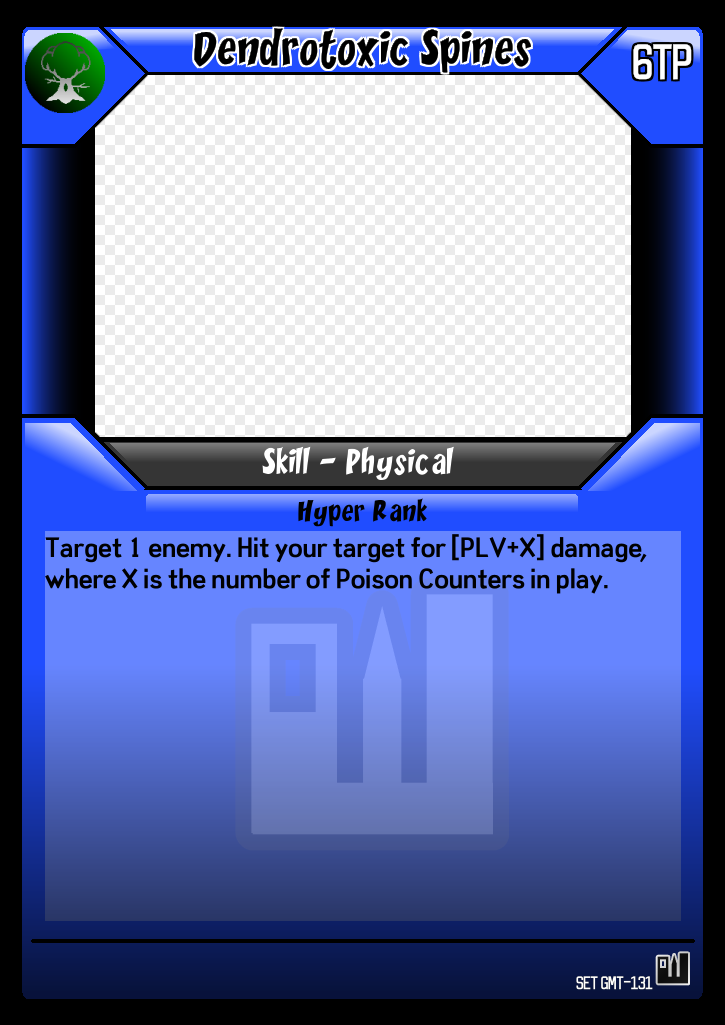 Dendrotoxic Spines
6TP
Skill - Physical
Hyper Rank
Target 1 enemy. Hit your target for [PLV+X] damage,
where X is the number of Poison Counters in play.
SET GMT-131